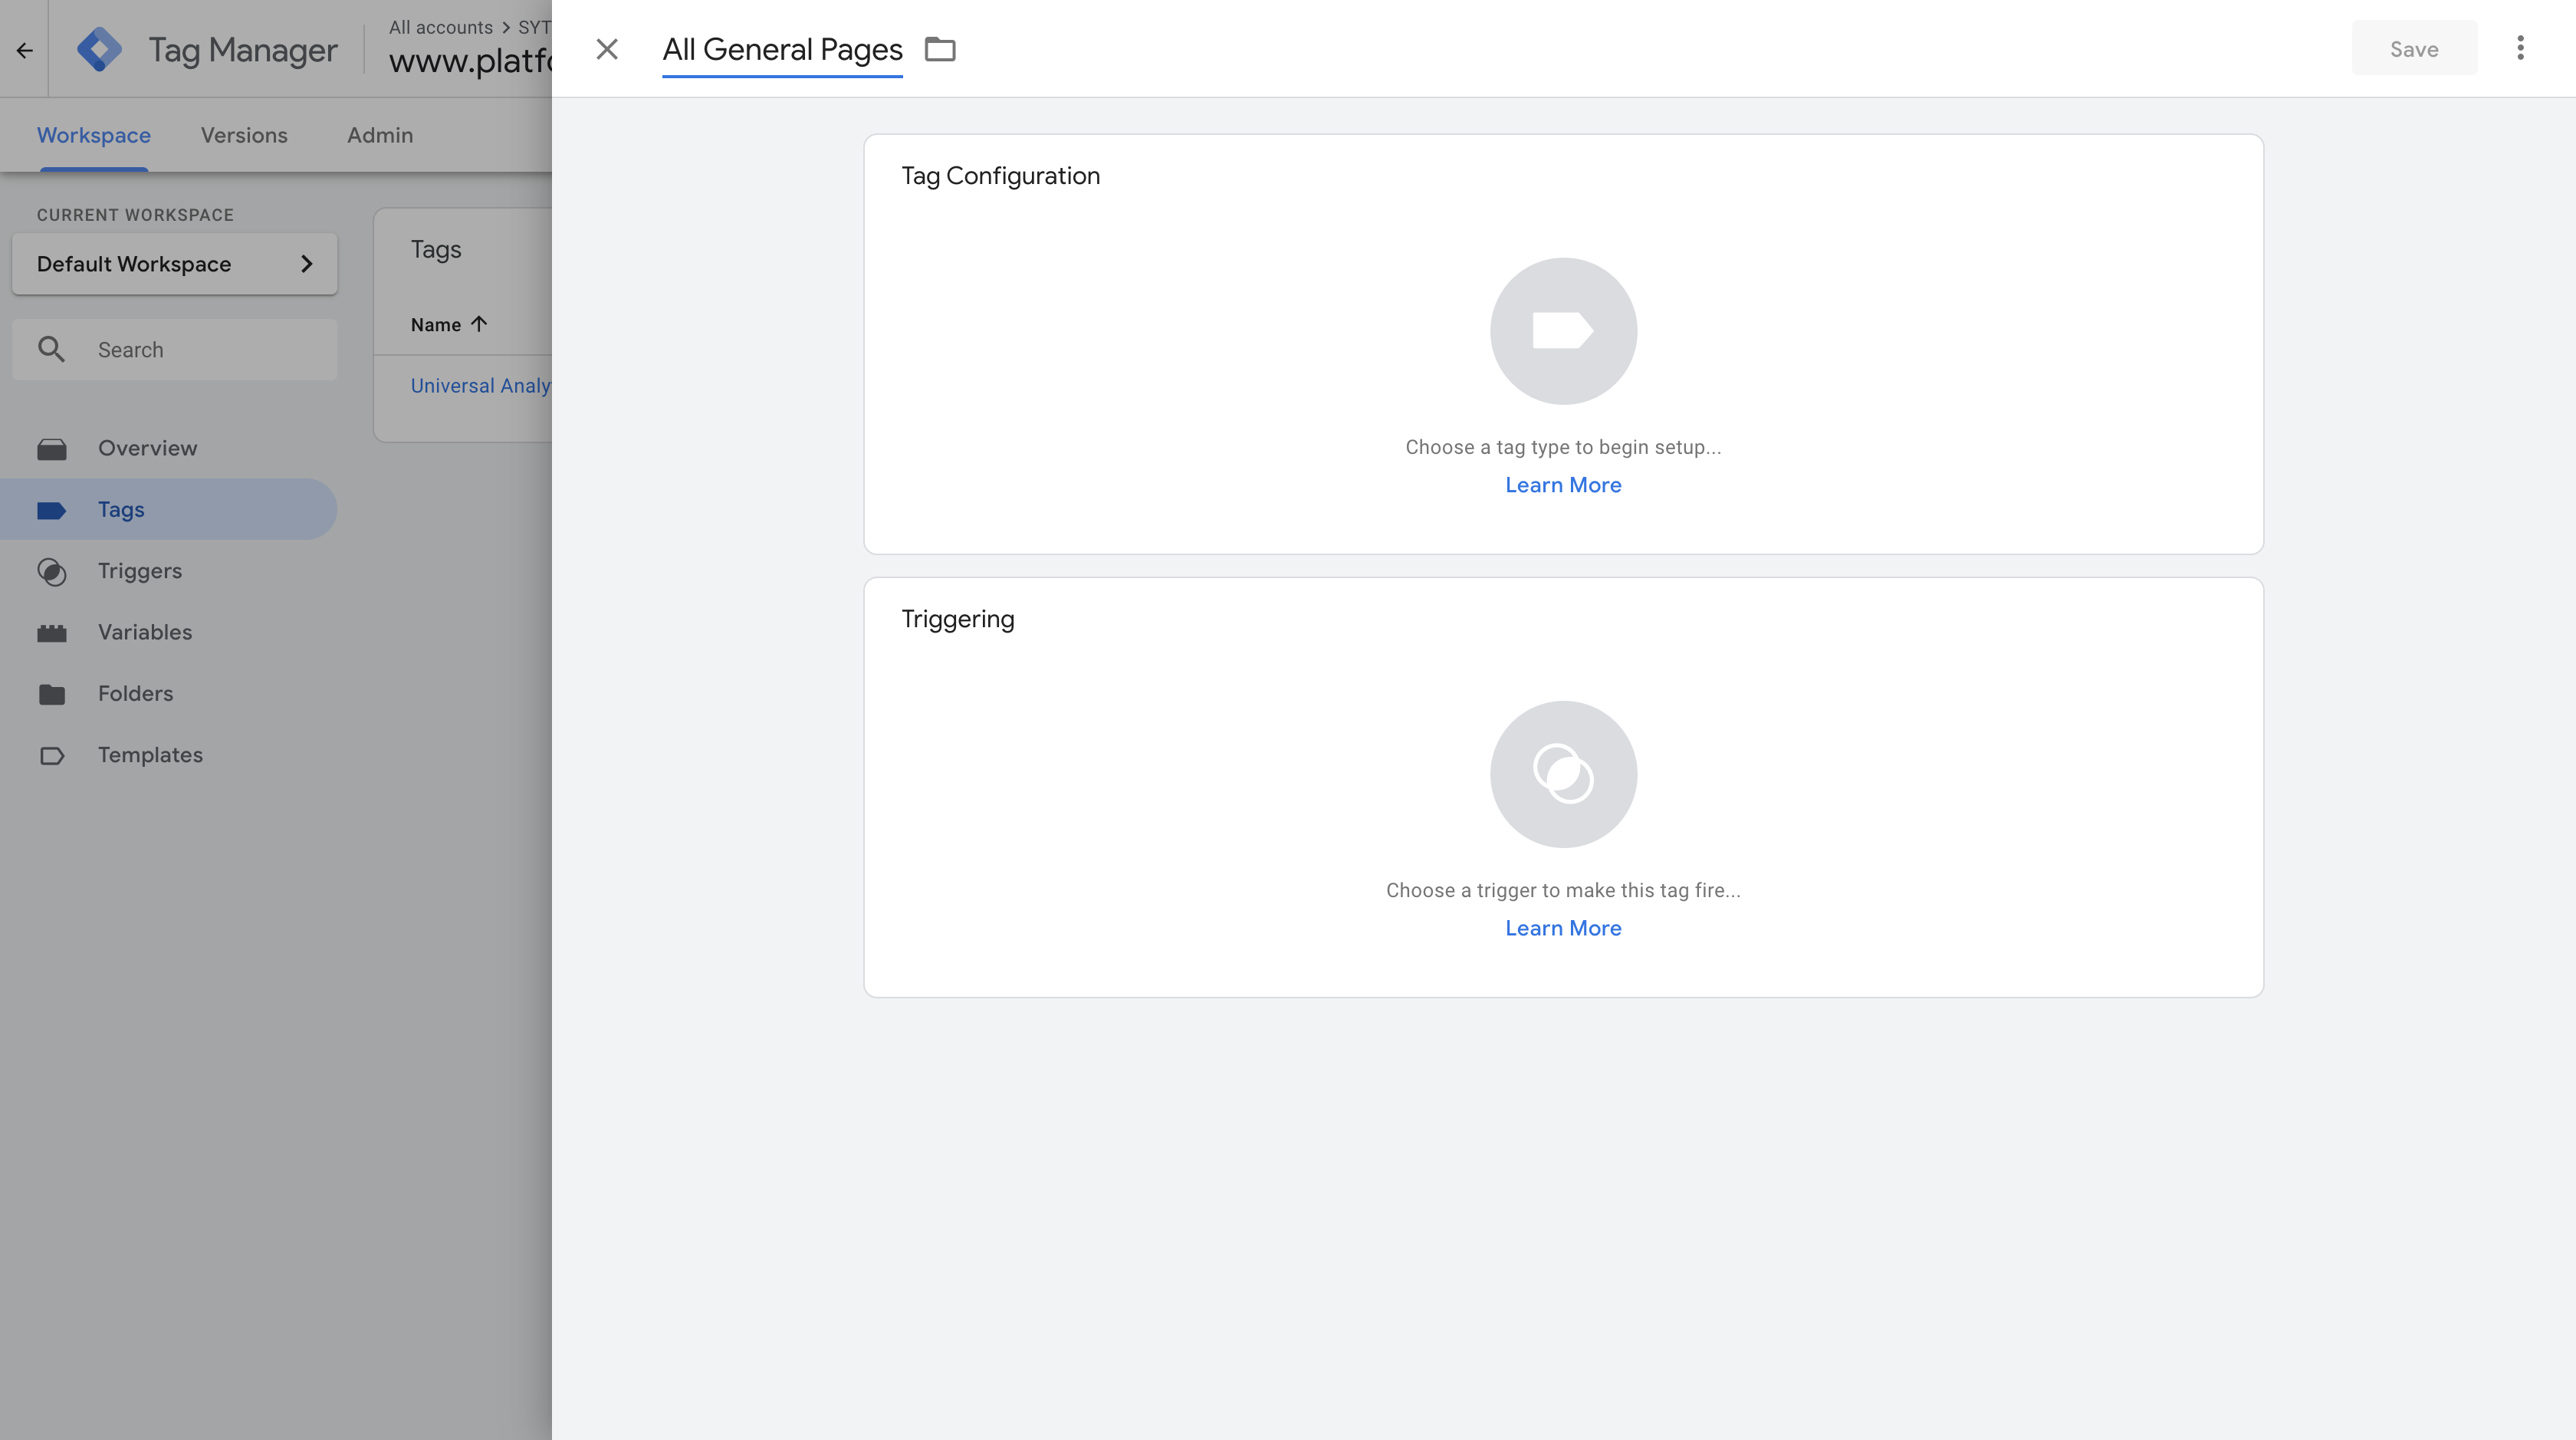 Tag Manager
All accounts > SYT
www.platfo
All General Pages
Save
Workspace
Versions
Admin
CURRENT WORKSPACE
Default Workspace
Search
Overview
Tags
Triggers
Variables
Folders
Templates
Tags
Name
Universal Analy
Tag Configuration
Choose a tag type to begin setup...
Learn More
Triggering
Choose a trigger to make this tag fire...
Learn More